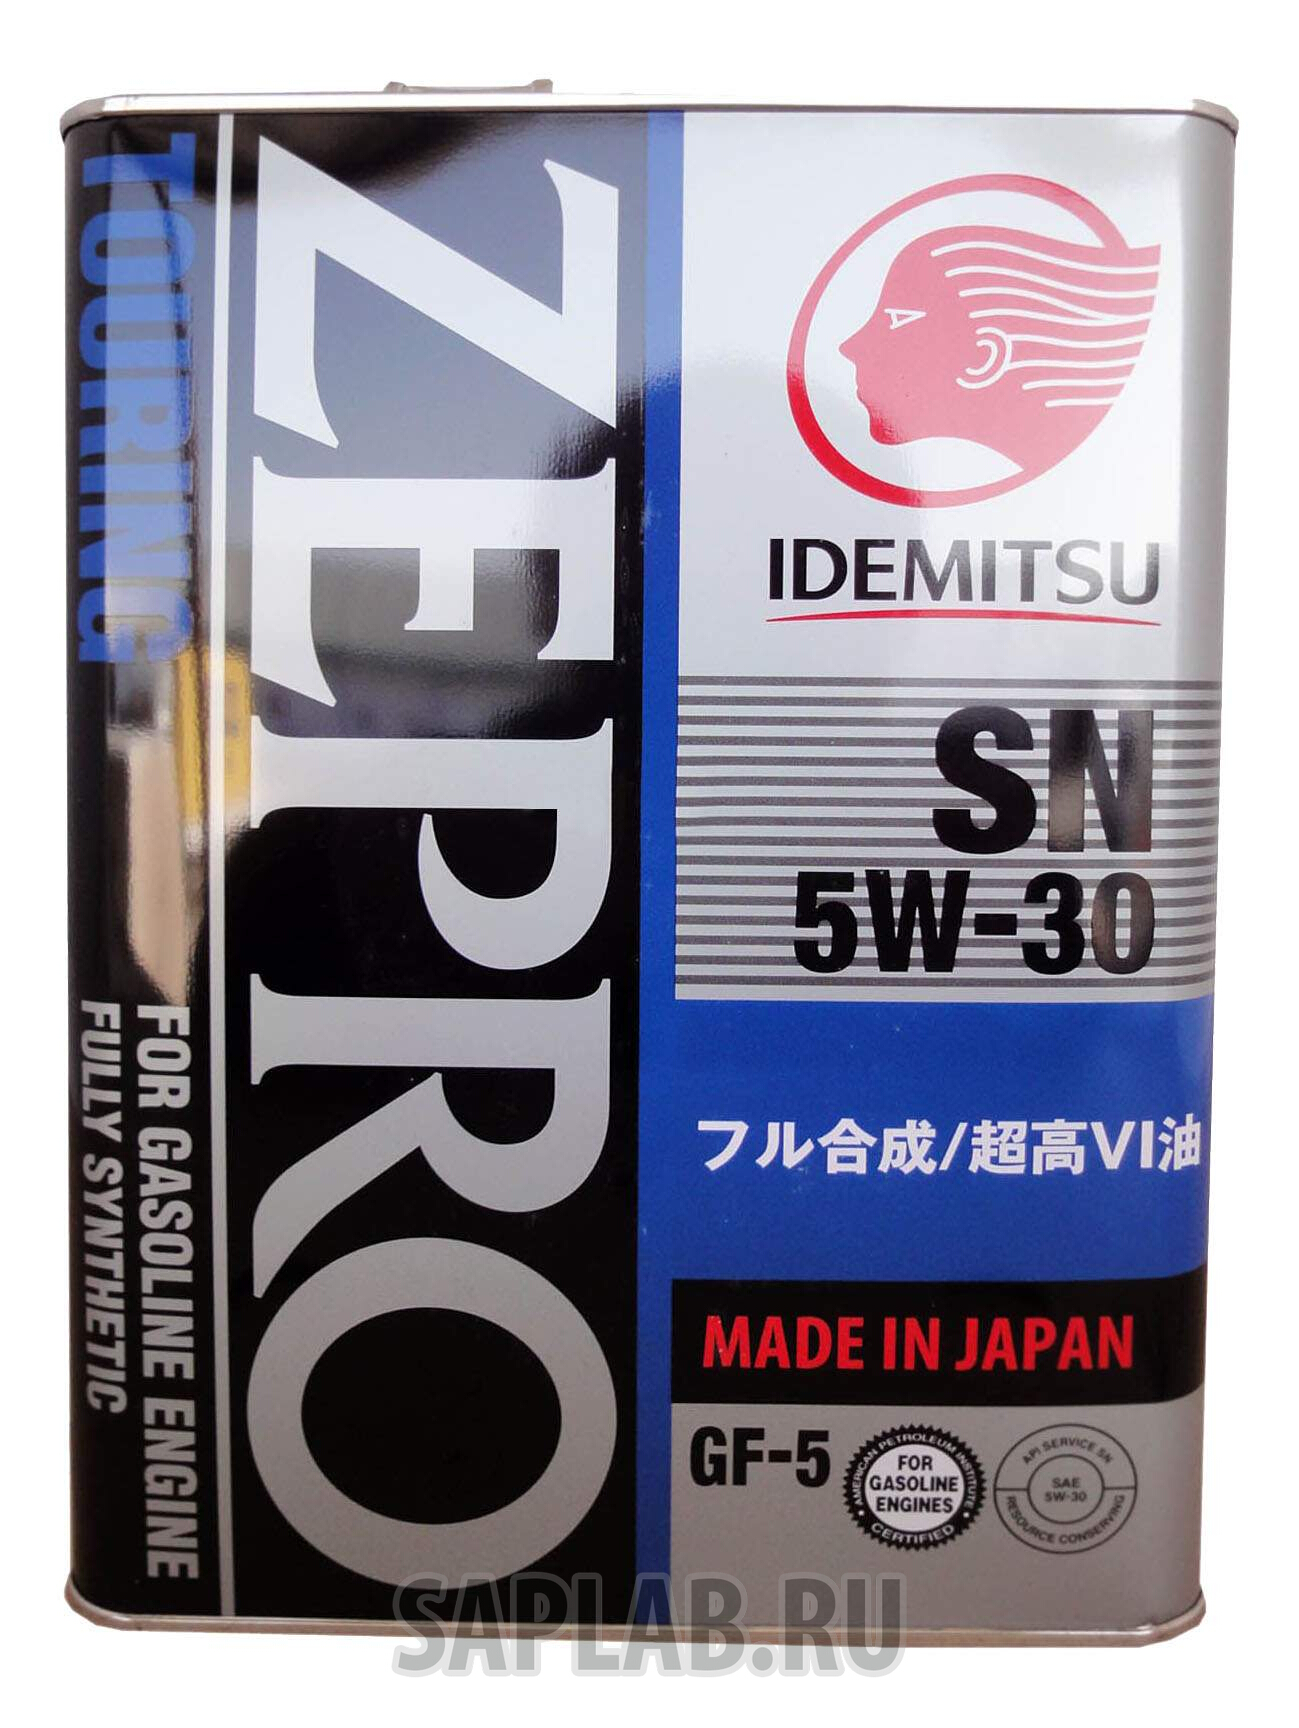 TOURING
ZEPRO
FOR GASOLINE ENGINE
FULLY SYNTHETIC
IDEMITSU
SN
5W-30
フル合成/超高VI油
MADE IN JAPAN
GF-5
AMERICAN PETROLEUM INSTITUTE
FOR
GASOLINE
ENGINES
CERTIFIED
API SERVICE SN
SAE
5W-30
RESOURCE CONSERVING
SAPLAB.RU